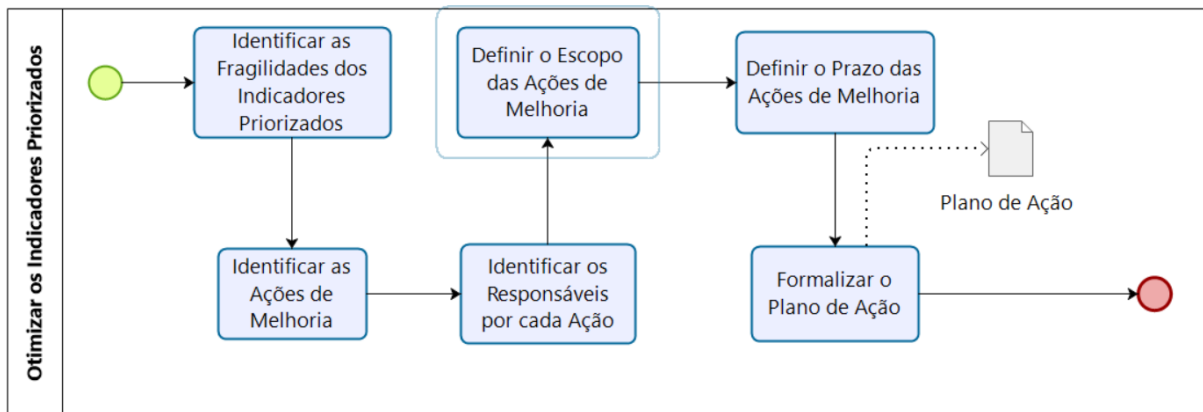 Otimizar os Indicadores Priorizados
Identificar as
Fragilidades dos
Indicadores
Priorizados
Identificar as
Ações de
Melhoria
Identificar os
Responsáveis
por cada Ação
Definir o Escopo
das Ações de
Melhoria
Definir o Prazo das
Ações de Melhoria
Formalizar o
Plano de Ação
Plano de Ação